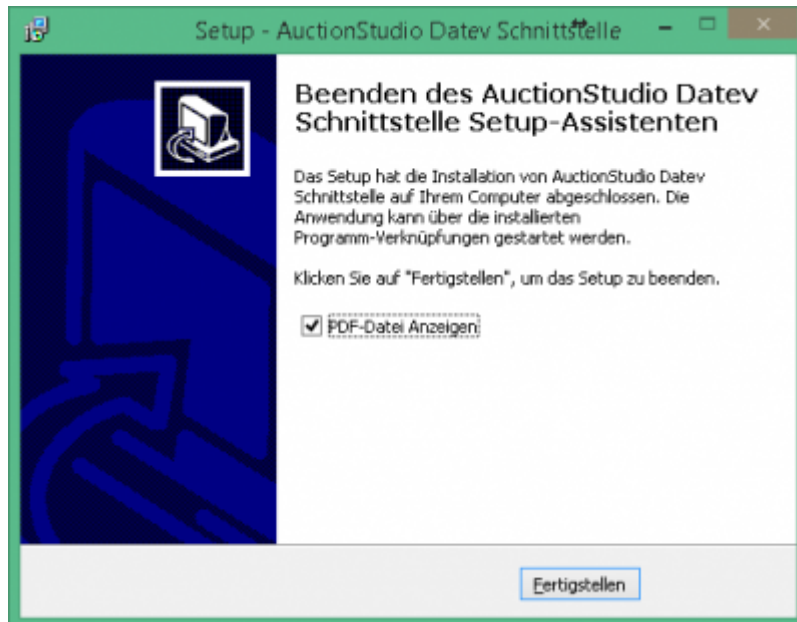 Setup - AuctionStudio Datev Schnittstelle
Beenden des AuctionStudio Datev
Schnittstelle Setup-Assistenten
Das Setup hat die Installation von AuctionStudio Datev
Schnittstelle auf Ihrem Computer abgeschlossen. Die
Anwendung kann über die installierten
Programm-Verknüpfungen gestartet werden.
Klicken Sie auf "Fertigstellen", um das Setup zu beenden.
PDF-Datei Anzeigen
Fertigstellen